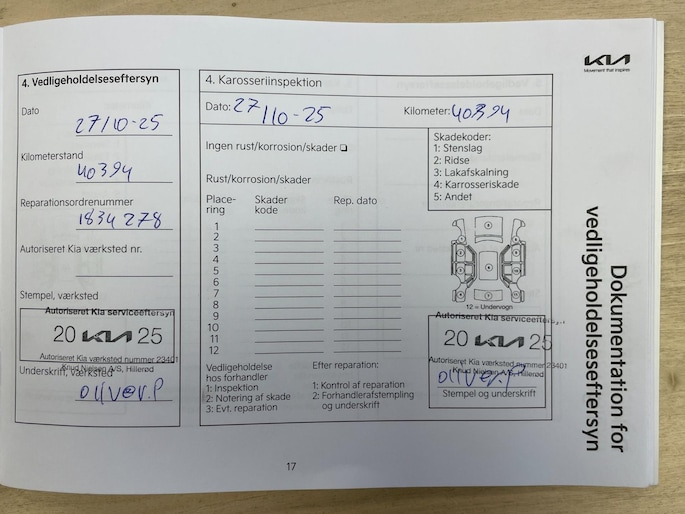 KIA
Movement that inspires
Dokumentation for
vedligeholdelseseftersyn
4. Vedligeholdelseseftersyn
Dato
27/10-25
Kilometerstand
40394
Reparationsordrenummer
1834 278
Autoriseret Kia værksted nr.
Stempel, værksted
Autoriseret Kia serviceeftersyn
20 KIA 25
Autoriseret Kia værksted nummer 23401
Knud Nielsen A/S, Hillerød
Underskrift, værksted
Oliver.P
4. Karosseriinspektion
Dato: 27/10-25
Kilometer: 40394
Ingen rust/korrosion/skader ❏
Rust/korrosion/skader
Skadekoder:
1: Stenslag
2: Ridse
3: Lakafskalning
4: Karrosseriskade
5: Andet
Place-
ring
Skader
kode
Rep. dato
1
2
3
4
5
6
7
8
9
10
11
12
12 = Undervogn
Vedligeholdelse
hos forhandler
1: Inspektion
2: Notering af skade
3: Evt. reparation
Efter reparation:
1: Kontrol af reparation
2: Forhandlerafstempling
og underskrift
Autoriseret Kia serviceeftersyn
20 KIA 25
Autoriseret Kia værksted nummer 23401
Knud Nielsen A/S, Hillerød
Oliver.P
Stempel og underskrift
17